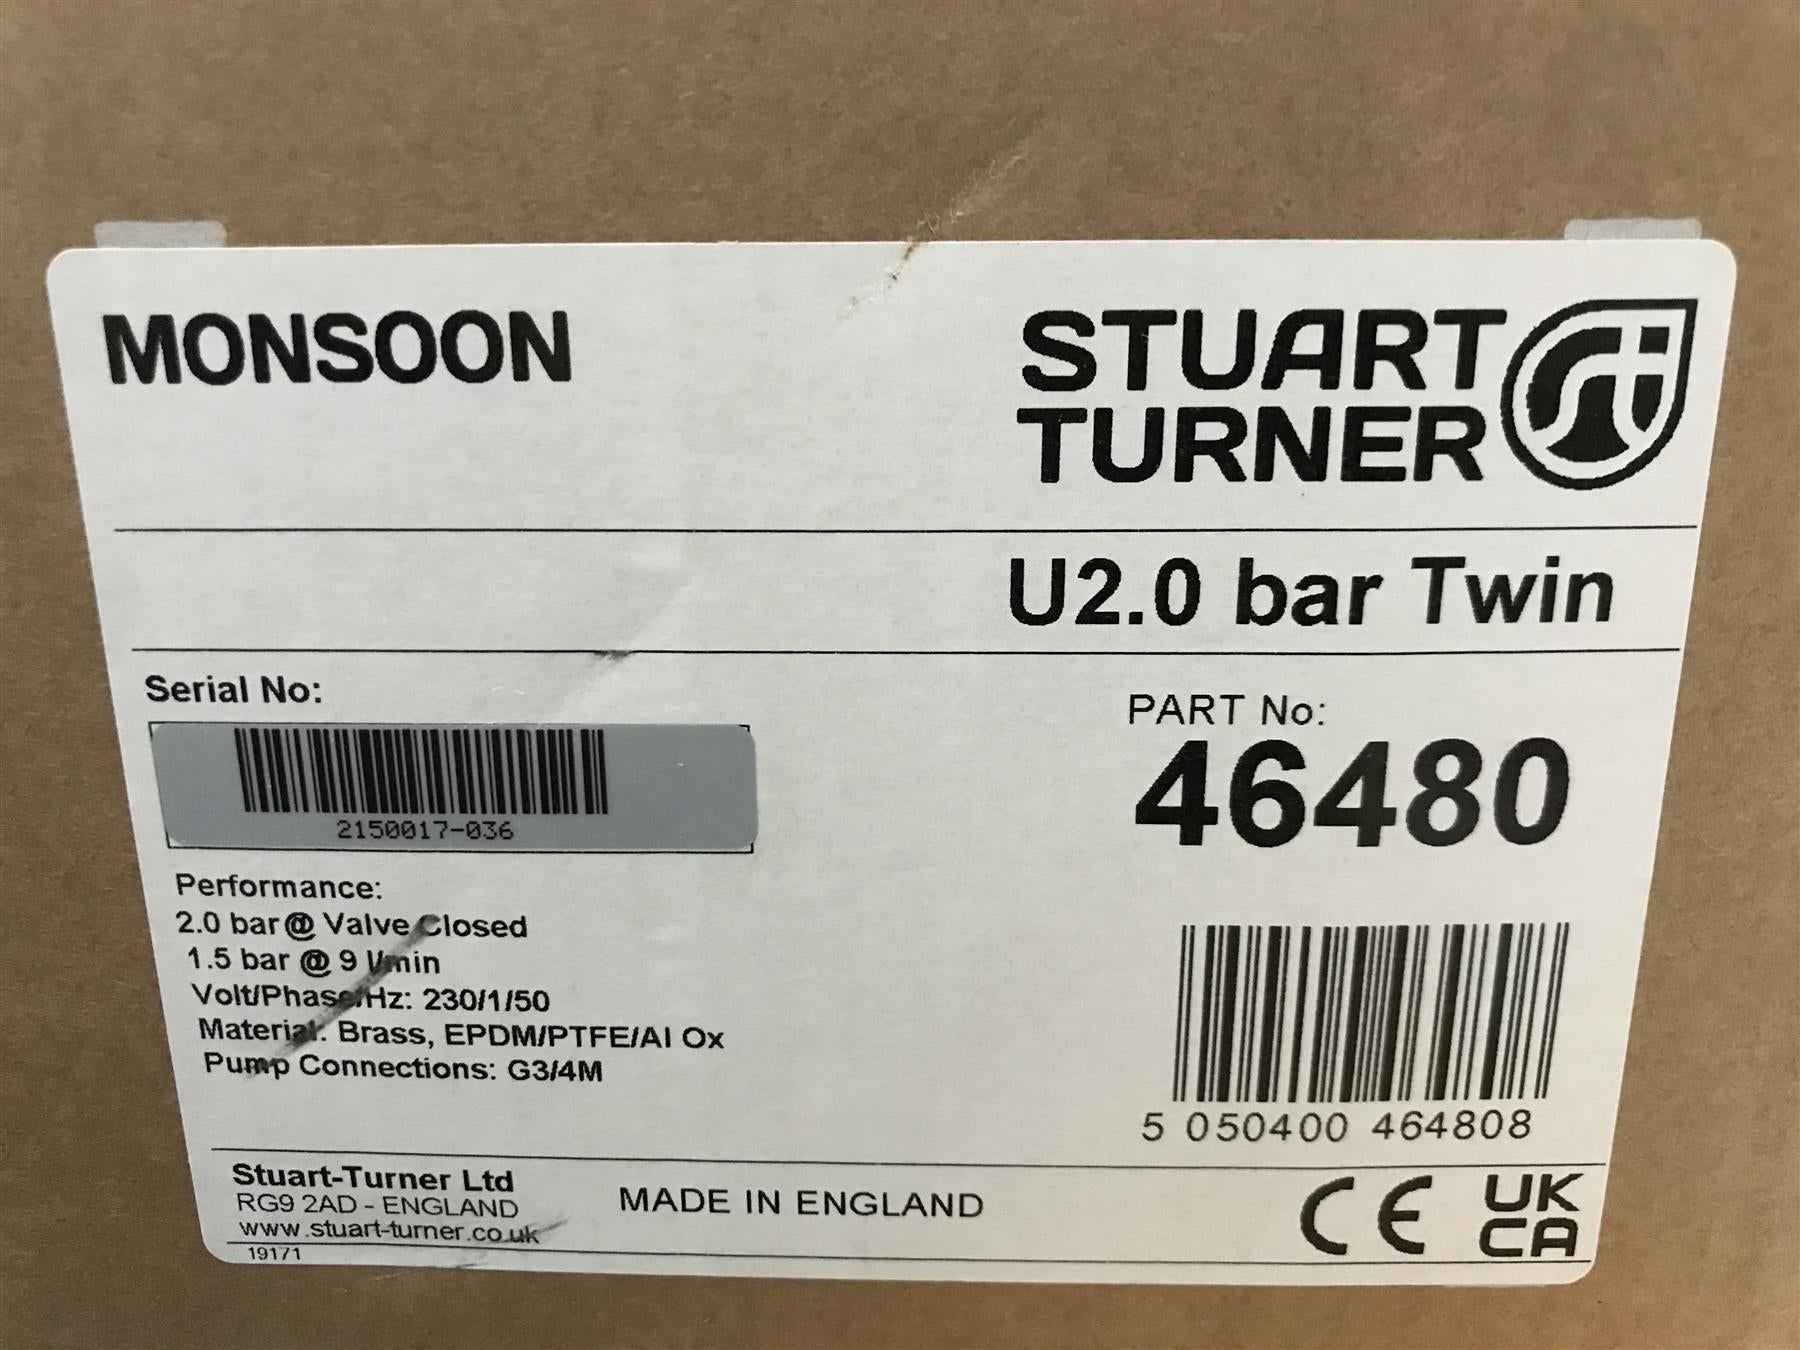 MONSOON
STUART
TURNER
U2.0 bar Twin
Serial No:
2150017-036
PART No:
46480
Performance:
2.0 bar @ Valve Closed
1.5 bar @ 9 l/min
Volt/Phase/Hz: 230/1/50
Material: Brass, EPDM/PTFE/Al Ox
Pump Connections: G3/4M
5 050400 464808
Stuart-Turner Ltd
RG9 2AD - ENGLAND
www.stuart-turner.co.uk
19171
MADE IN ENGLAND
CE
UK
CA